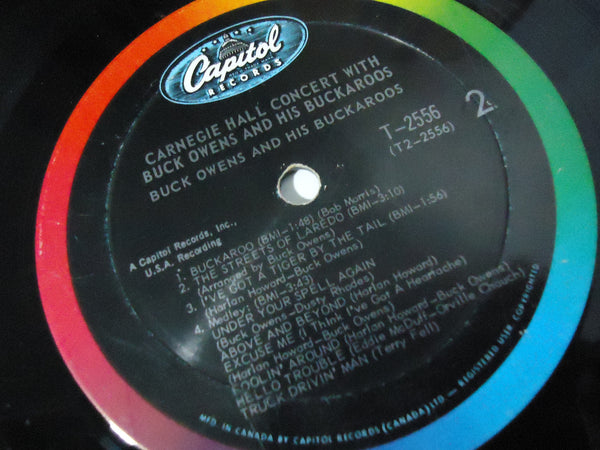 Capitol
RECORDS
CARNEGIE HALL CONCERT WITH
BUCK OWENS AND HIS BUCKAROOS
BUCK OWENS AND HIS BUCKAROOS
T-2556
(T2-2556)
2
A Capitol Records, Inc.,
U.S.A. Recording
1. BUCKAROO (BMI-1:48) (Bob Morris)
2. THE STREETS OF LAREDO (BMI-3:10)
(Arranged by Buck Owens)
3. I'VE GOT A TIGER BY THE TAIL (BMI-1:56)
(Harlan Howard-Buck Owens)
4. Medley: (BMI-3:43)
UNDER YOUR SPELL AGAIN
(Buck Owens-Dusty Rhodes)
ABOVE AND BEYOND (Harlan Howard)
EXCUSE ME (I Think I've Got A Heartache)
(Harlan Howard-Buck Owens)
FOOLIN' AROUND (Harlan Howard-Buck Owens)
HELLO TROUBLE (Eddie McDuff-Orville Couch)
TRUCK DRIVIN' MAN (Terry Fell)
MFD. IN CANADA BY CAPITOL RECORDS (CANADA) LTD. — REGISTERED USER. COPYRIGHTED